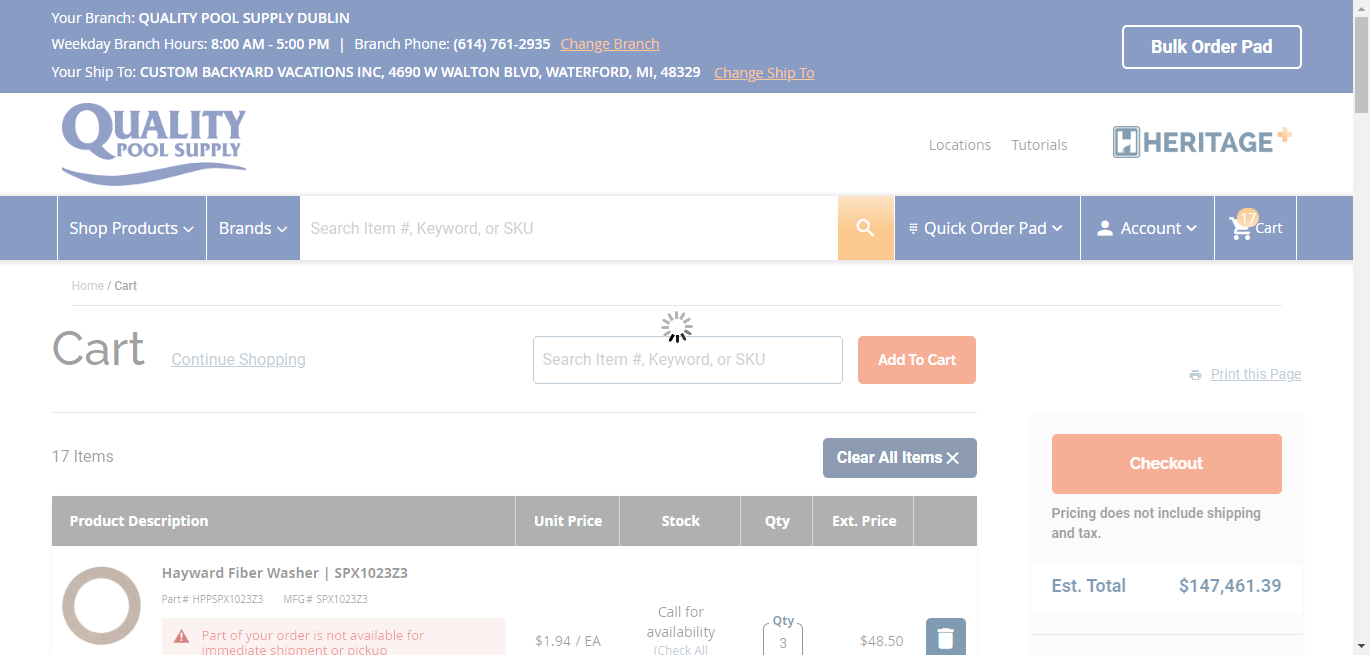 Your Branch: QUALITY POOL SUPPLY DUBLIN
Weekday Branch Hours: 8:00 AM - 5:00 PM | Branch Phone: (614) 761-2935 Change Branch
Your Ship To: CUSTOM BACKYARD VACATIONS INC, 4690 W WALTON BLVD, WATERFORD, MI, 48329 Change Ship To
Bulk Order Pad
QUALITY
POOL SUPPLY
Locations Tutorials
HERITAGE+
Shop Products Brands Search Item #, Keyword, or SKU Quick Order Pad Account 17 Cart
Home / Cart
Cart Continue Shopping
Search Item #, Keyword, or SKU Add To Cart
Print this Page
17 Items Clear All Items
Checkout
Pricing does not include shipping
and tax.
Est. Total $147,461.39
Product Description Unit Price Stock Qty Ext. Price
Hayward Fiber Washer | SPX1023Z3
Part# HPPSPX1023Z3 MFG# SPX1023Z3
Part of your order is not available for
immediate shipment or pickup
$1.94 / EA
Call for
availability
(Check All
Qty
3
$48.50